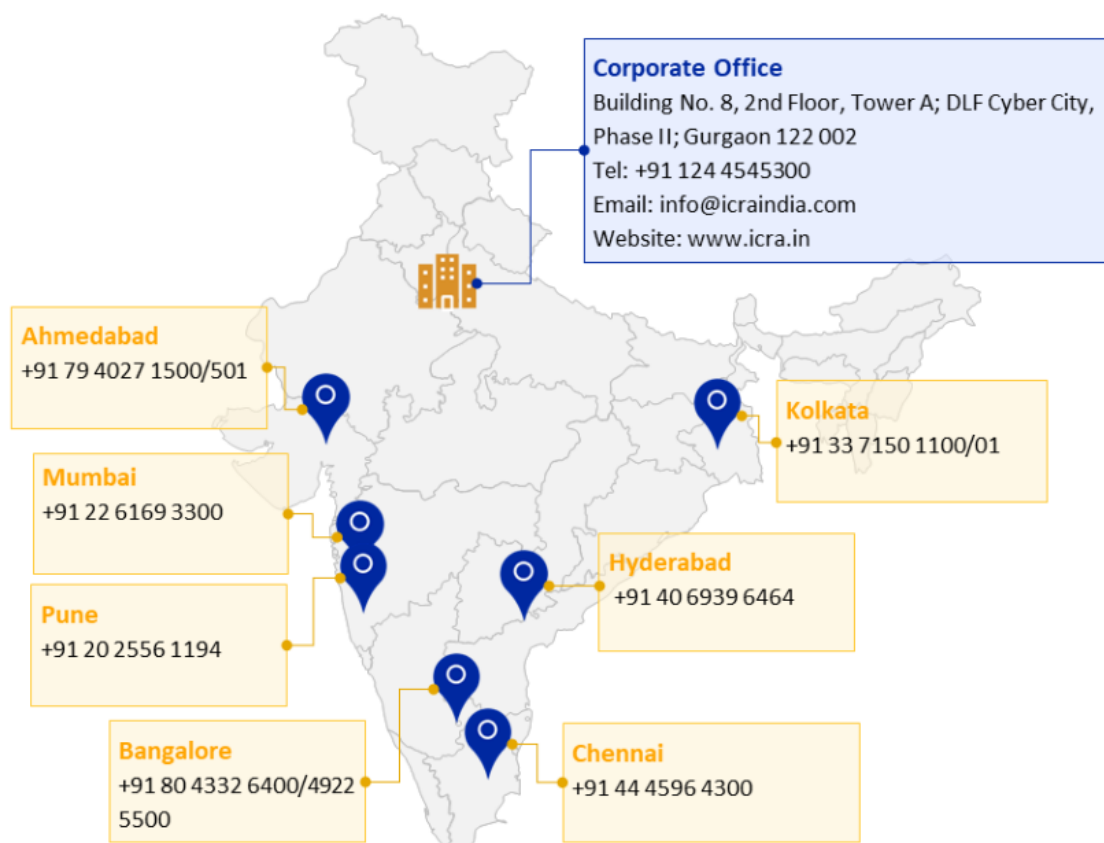 Corporate Office
Building No. 8, 2nd Floor, Tower A; DLF Cyber City,
Phase II; Gurgaon 122 002
Tel: +91 124 4545300
Email: info@icraindia.com
Website: www.icra.in
Ahmedabad
+91 79 4027 1500/501
Kolkata
+91 33 7150 1100/01
Mumbai
+91 22 6169 3300
Hyderabad
+91 40 6939 6464
Pune
+91 20 2556 1194
Bangalore
+91 80 4332 6400/4922
5500
Chennai
+91 44 4596 4300